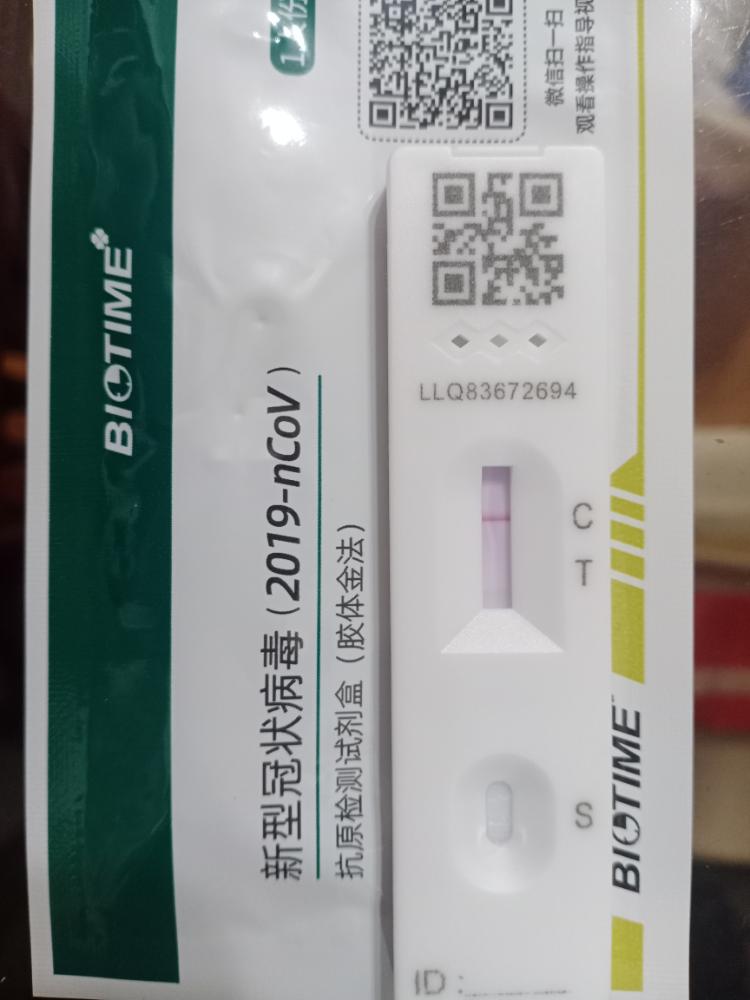 BIOTIME
新型冠状病毒（2019-nCoV）
抗原检测试剂盒（胶体金法）
微信扫一扫
观看操作指导视
LLQ83672694
C
T
S
ID:
BIOTIME